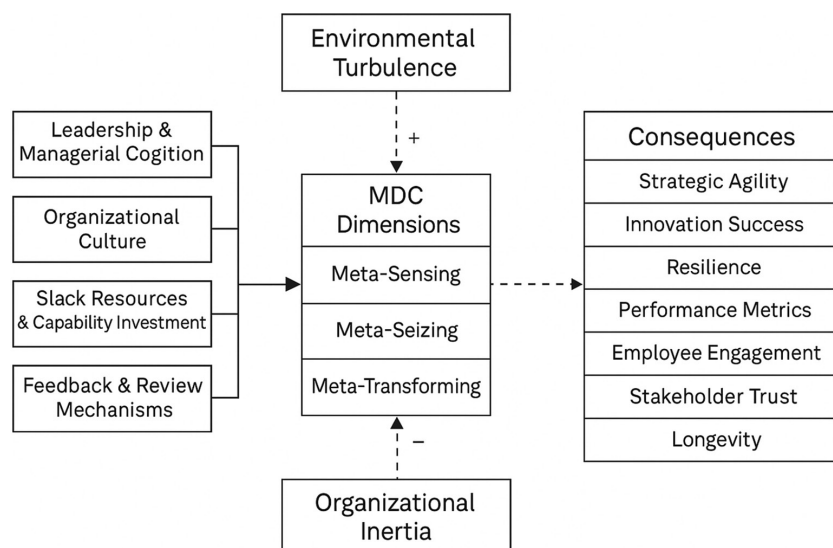 Environmental
Turbulence
+
Leadership &
Managerial Cogition
Organizational
Culture
Slack Resources
& Capability Investment
Feedback & Review
Mechanisms
MDC
Dimensions
Meta-Sensing
Meta-Seizing
Meta-Transforming
−
Organizational
Inertia
Consequences
Strategic Agility
Innovation Success
Resilience
Performance Metrics
Employee Engagement
Stakeholder Trust
Longevity